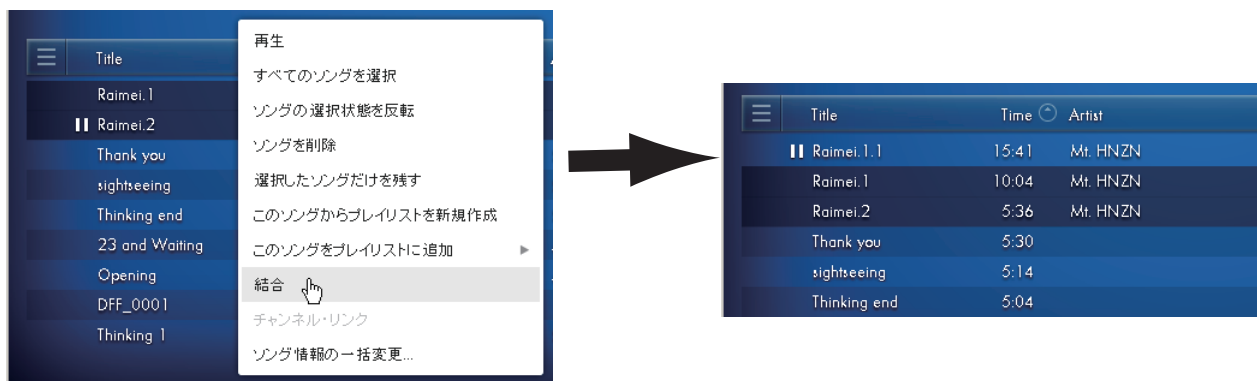 Title
Raimei.1
Raimei.2
Thank you
sightseeing
Thinking end
23 and Waiting
Opening
DFF_0001
Thinking 1
再生
すべてのソングを選択
ソングの選択状態を反転
ソングを削除
選択したソングだけを残す
このソングからプレイリストを新規作成
このソングをプレイリストに追加
結合
チャンネル・リンク
ソング情報の一括変更...
Title Time Artist
Raimei.1.1 15:41 Mt. HNZN
Raimei.1 10:04 Mt. HNZN
Raimei.2 5:36 Mt. HNZN
Thank you 5:30
sightseeing 5:14
Thinking end 5:04